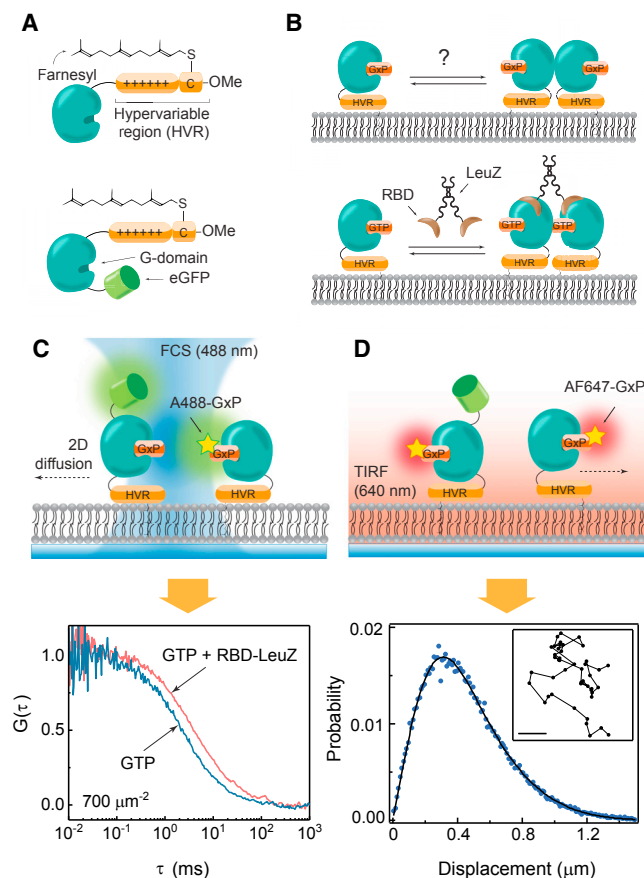 A
Farnesyl
S
++++++
C
OMe
Hypervariable
region (HVR)
S
++++++
C
OMe
G-domain
eGFP
B
?
GxP
GxP
GxP
HVR
HVR
HVR
LeuZ
RBD
GTP
GTP
GTP
HVR
HVR
HVR
C
FCS (488 nm)
A488-GxP
2D
diffusion
GxP
GxP
HVR
HVR
G(τ)
1.0
0.5
0.0
GTP + RBD-LeuZ
GTP
700 μm⁻²
10⁻² 10⁻¹ 10⁰ 10¹ 10² 10³
τ (ms)
D
AF647-GxP
TIRF
(640 nm)
GxP
GxP
HVR
HVR
Probability
0.02
0.01
0.00
0 0.4 0.8 1.2
Displacement (μm)